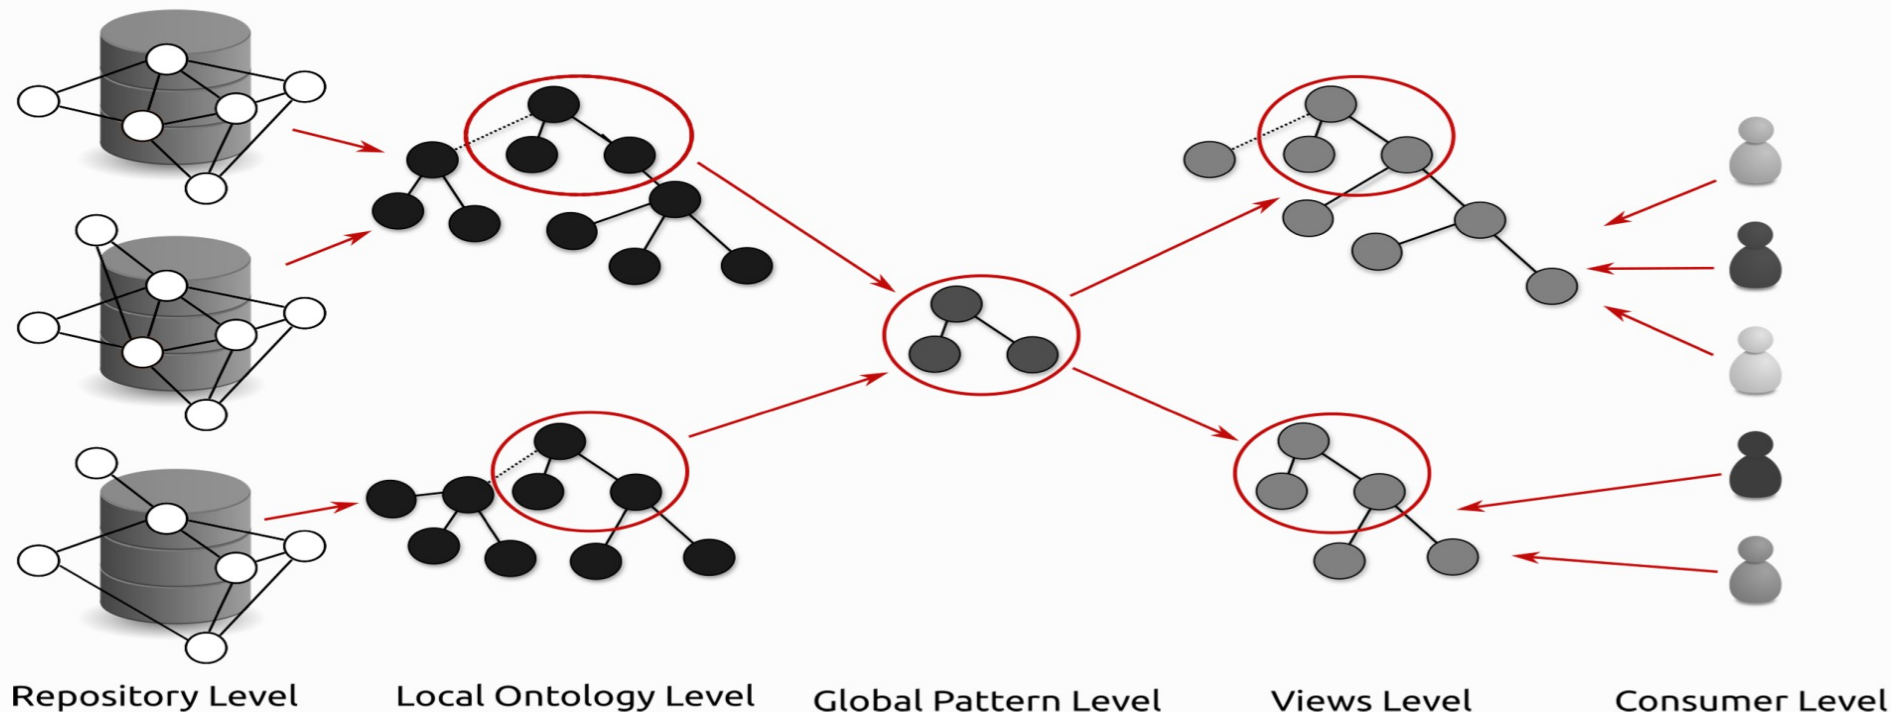 Repository Level
Local Ontology Level
Global Pattern Level
Views Level
Consumer Level